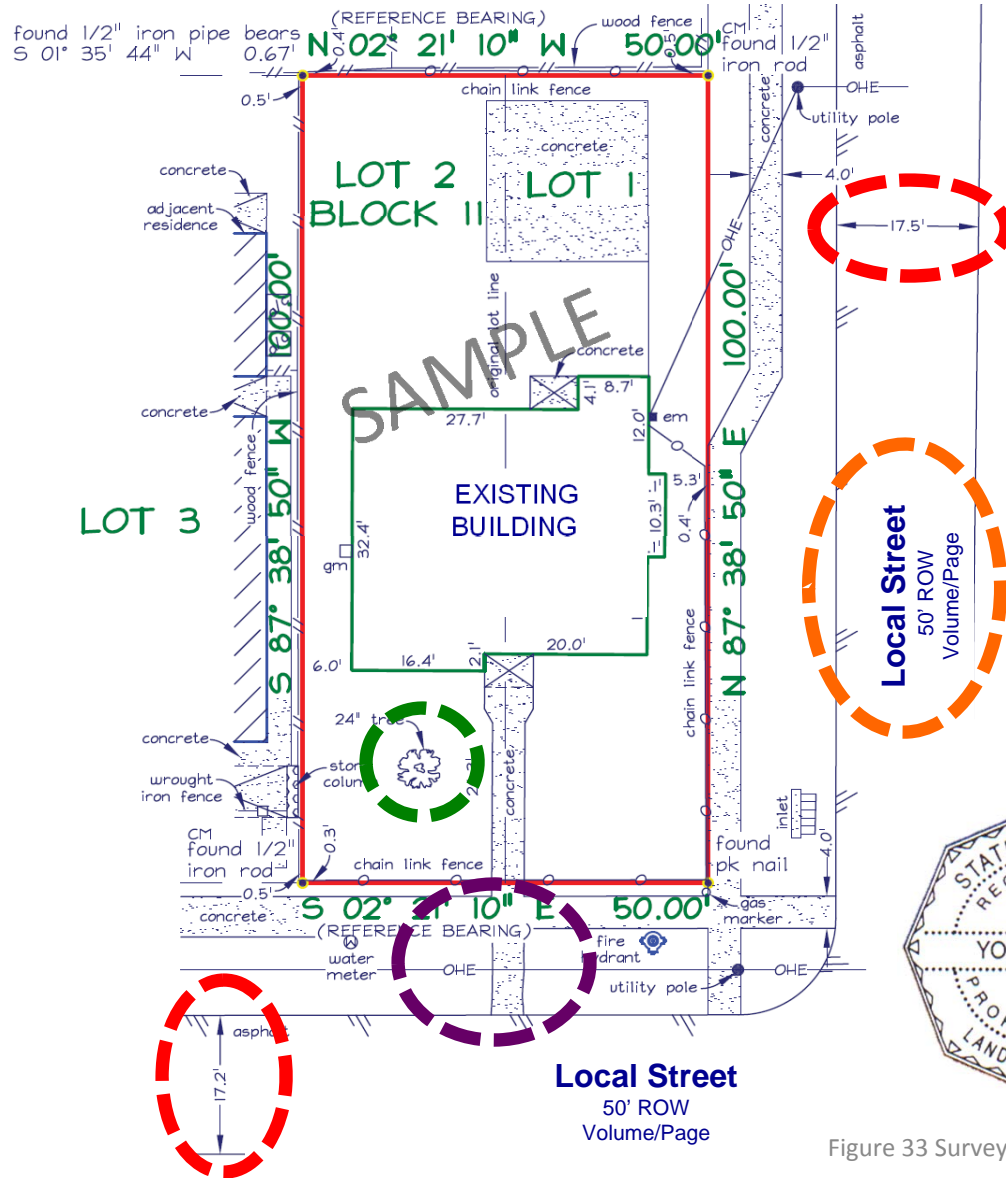 (REFERENCE BEARING)
wood fence
CM
found 1/2" iron pipe bears
S 01° 35' 44" W 0.67'
N 02° 21' 10" W 50.00'
0.4'
0.5'
found 1/2"
iron rod
asphalt
0.5'
chain link fence
concrete
OHE
utility pole
concrete
LOT 2
BLOCK 11
LOT 1
concrete
4.0'
adjacent
residence
OHE
17.5'
100.00'
100.00'
original lot line
SAMPLE
concrete
4.1'
8.7'
concrete
27.7'
12.0'
em
wood fence
5.3'
LOT 3
EXISTING
BUILDING
10.3'
0.4'
32.4'
gm
S 87° 38' 50" W
N 87° 38' 50" E
Local Street
50' ROW
Volume/Page
20.0'
2.1'
16.4'
6.0'
chain link fence
24" tree
concrete
concrete
wrought
iron fence
inlet
CM
found 1/2"
iron rod
0.3'
found
pk nail
4.0'
chain link fence
0.5'
gas
marker
concrete
S 02° 21' 10" E 50.00'
(REFERENCE BEARING)
W
water
meter
OHE
fire
hydrant
utility pole
OHE
asphalt
17.2'
Local Street
50' ROW
Volume/Page
Figure 33 Survey